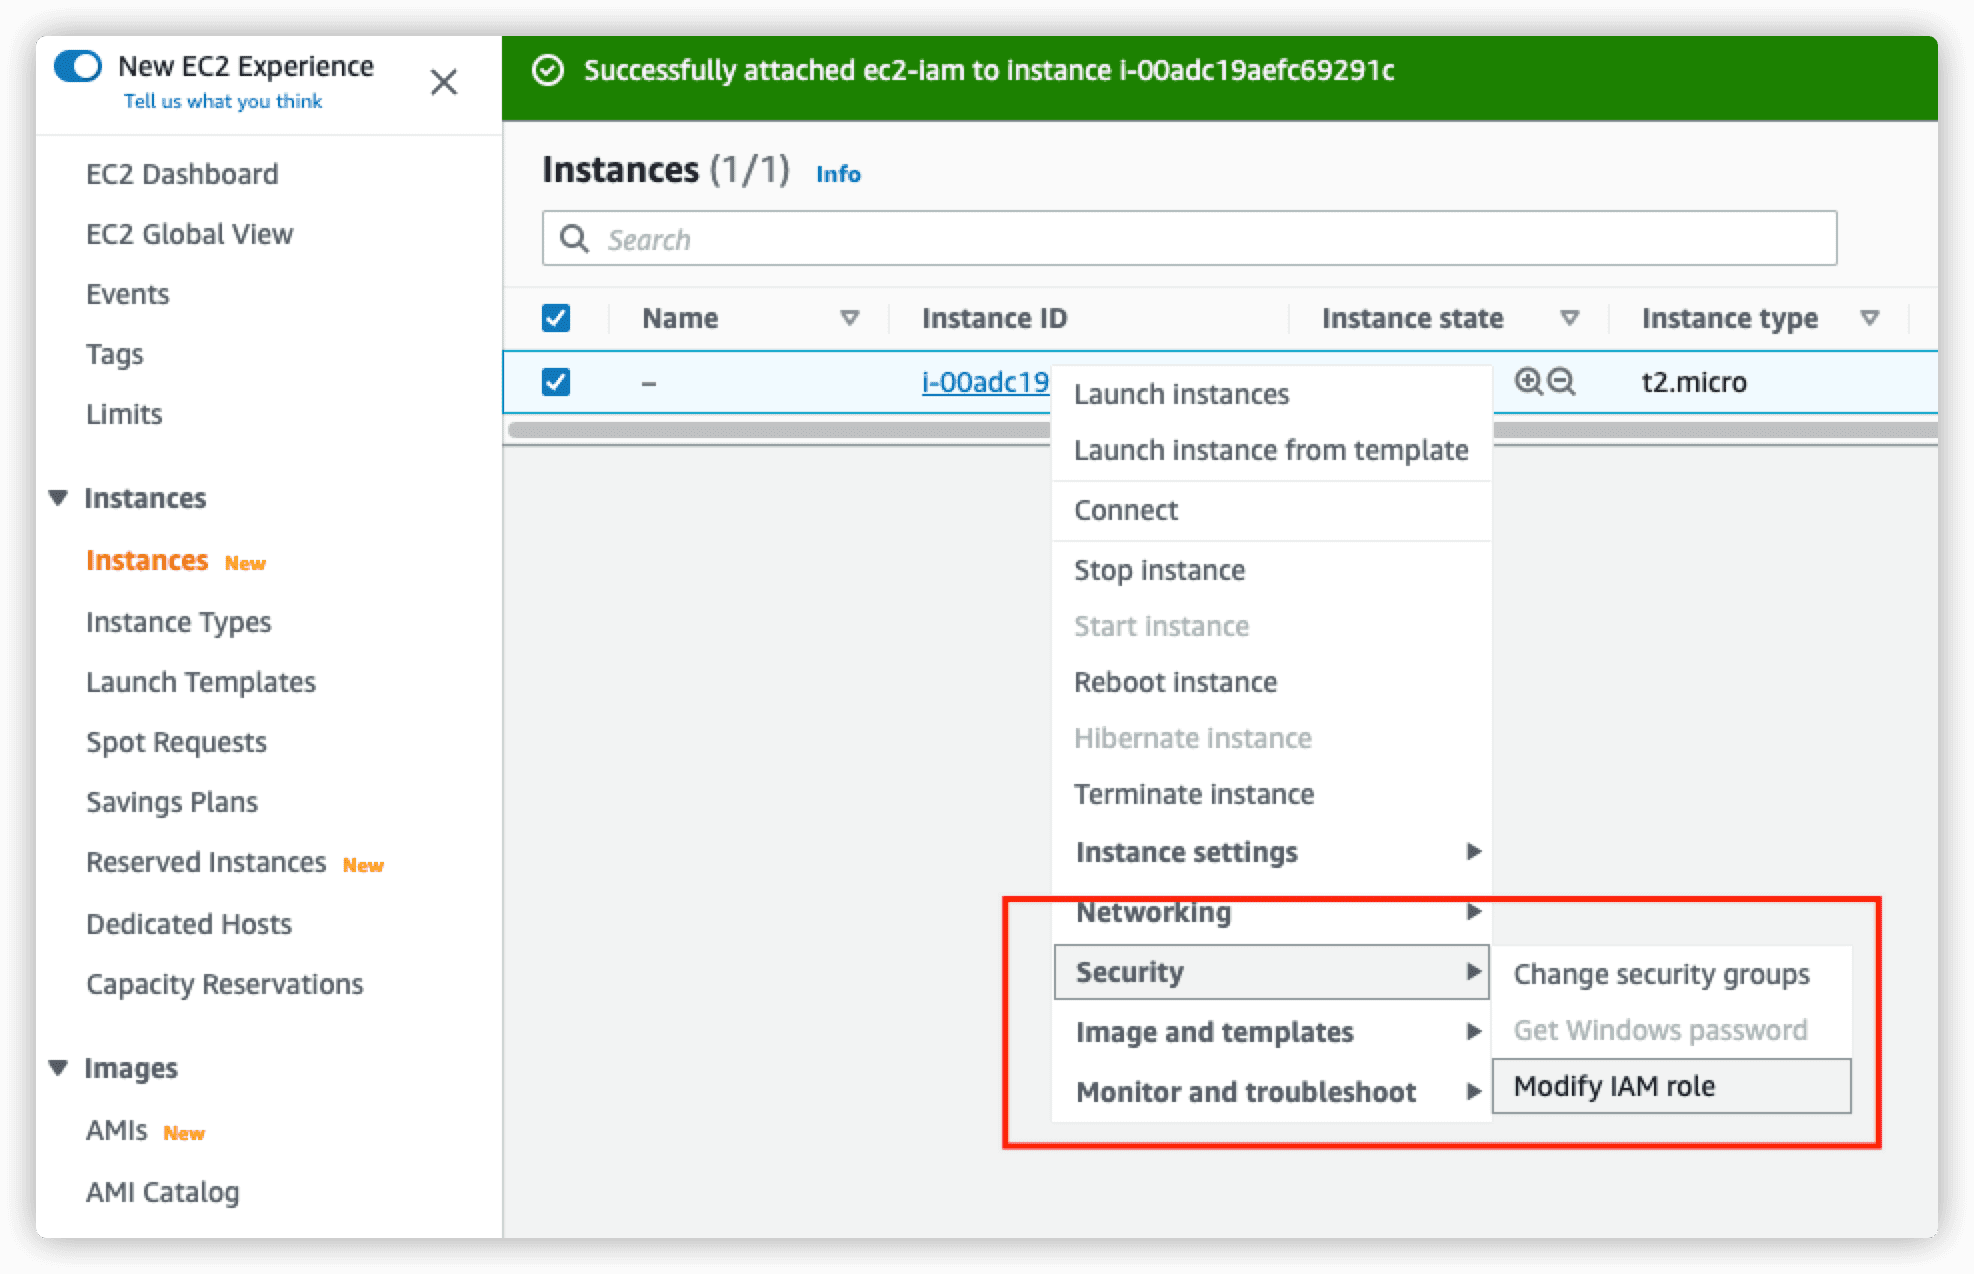 New EC2 Experience
Tell us what you think
EC2 Dashboard
EC2 Global View
Events
Tags
Limits
Instances
Instances New
Instance Types
Launch Templates
Spot Requests
Savings Plans
Reserved Instances New
Dedicated Hosts
Capacity Reservations
Images
AMIs New
AMI Catalog
Successfully attached ec2-iam to instance i-00adc19aefc69291c
Instances (1/1) Info
Search
Name Instance ID Instance state Instance type
– i-00adc19 t2.micro
Launch instances
Launch instance from template
Connect
Stop instance
Start instance
Reboot instance
Hibernate instance
Terminate instance
Instance settings
Networking
Security
Image and templates
Monitor and troubleshoot
Change security groups
Get Windows password
Modify IAM role